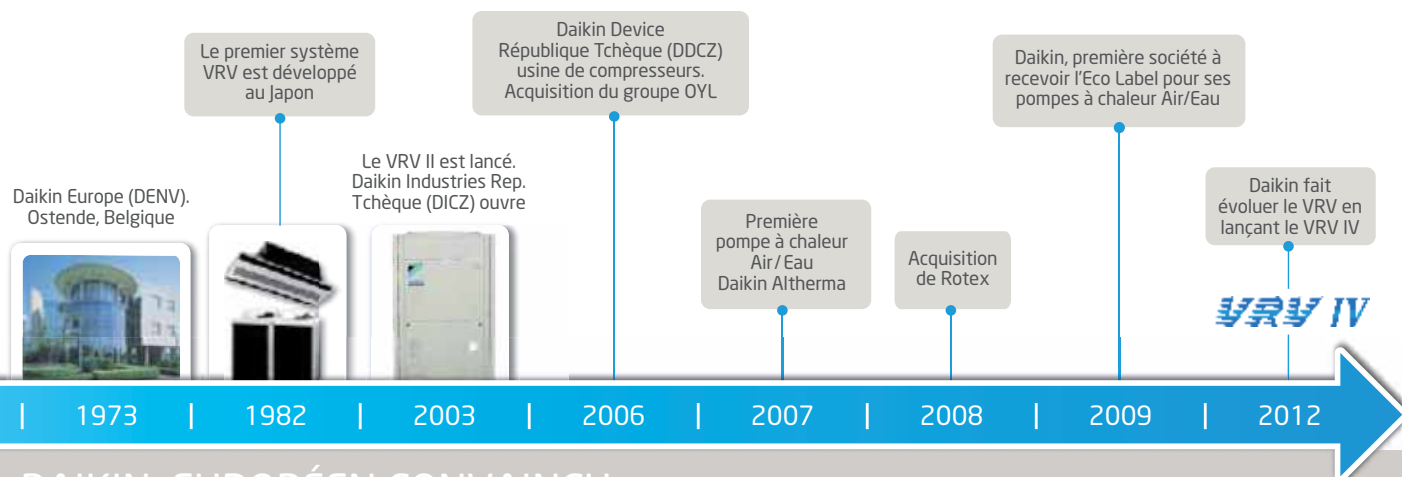 Daikin Europe (DENV).
Ostende, Belgique
Le premier système
VRV est développé
au Japon
Le VRV II est lancé.
Daikin Industries Rep.
Tchèque (DICZ) ouvre
Daikin Device
République Tchèque (DDCZ)
usine de compresseurs.
Acquisition du groupe OYL
Première
pompe à chaleur
Air/Eau
Daikin Altherma
Acquisition
de Rotex
Daikin, première société à
recevoir l'Eco Label pour ses
pompes à chaleur Air/Eau
Daikin fait
évoluer le VRV en
lançant le VRV IV
VRV IV
| 1973 | 1982 | 2003 | 2006 | 2007 | 2008 | 2009 | 2012
DAIKIN, EUROPÉEN CONVAINCU